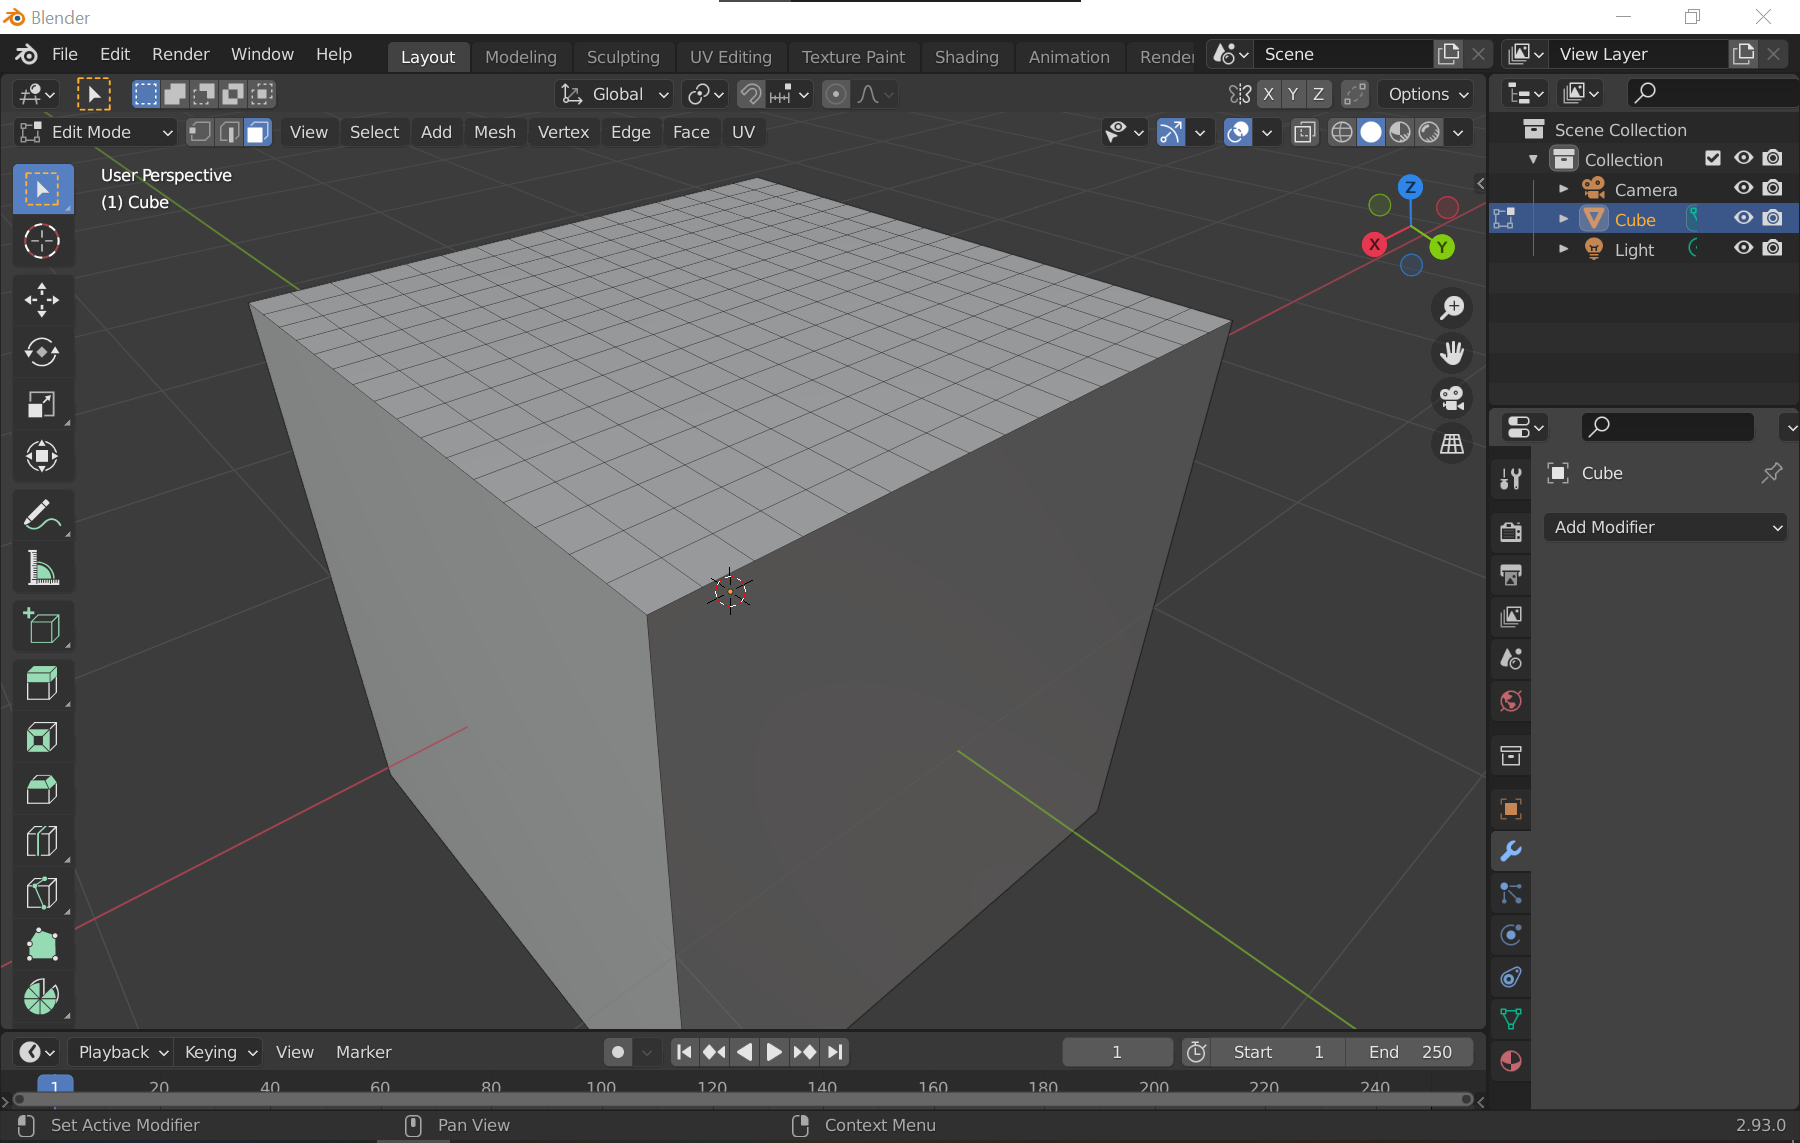 Blender
File Edit Render Window Help Layout Modeling Sculpting UV Editing Texture Paint Shading Animation Render Scene View Layer
Global X Y Z Options
Edit Mode View Select Add Mesh Vertex Edge Face UV
User Perspective
(1) Cube
Z
X
Y
Scene Collection
Collection
Camera
Cube
Light
Cube
Add Modifier
Playback Keying View Marker 1 Start 1 End 250
1 20 40 60 80 100 120 140 160 180 200 220 240
Set Active Modifier Pan View Context Menu 2.93.0